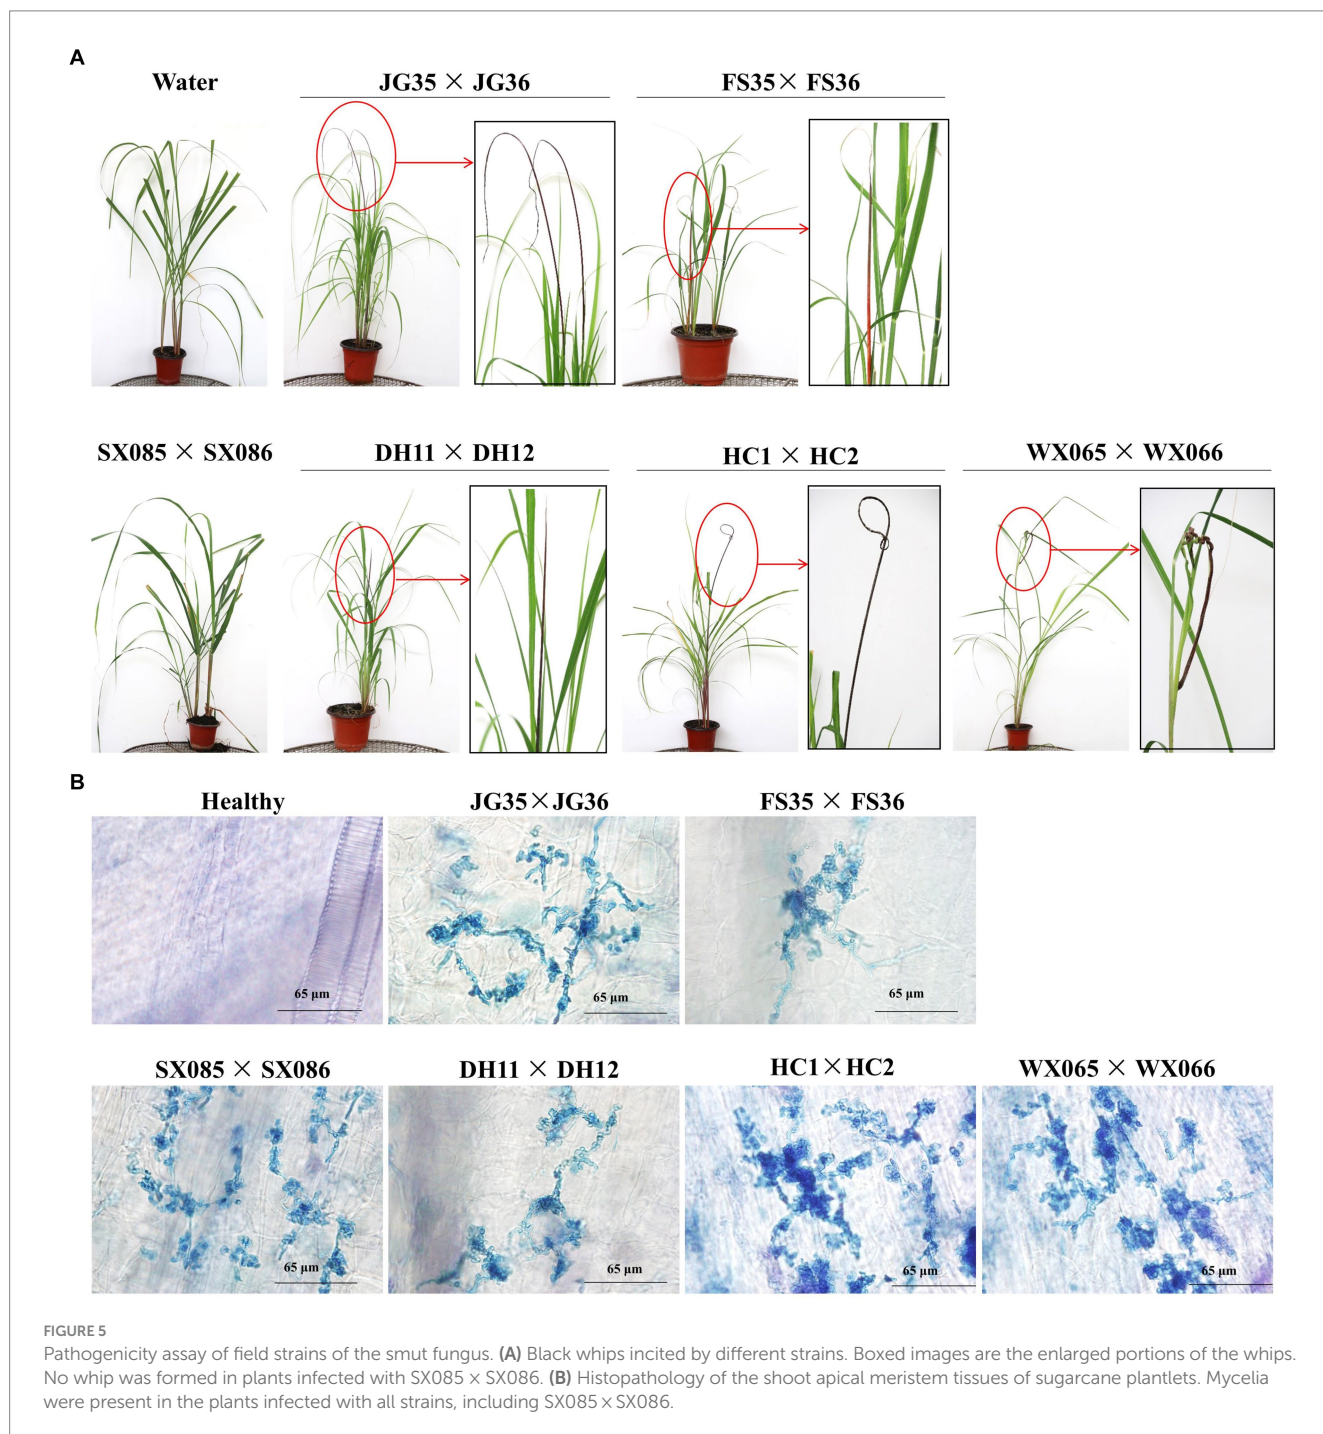 A
Water
JG35 × JG36
FS35× FS36
SX085 × SX086
DH11 × DH12
HC1 × HC2
WX065 × WX066
B
Healthy
JG35×JG36
FS35 × FS36
65 μm
65 μm
65 μm
SX085 × SX086
DH11 × DH12
HC1×HC2
WX065 × WX066
65 μm
65 μm
65 μm
65 μm
FIGURE 5
Pathogenicity assay of field strains of the smut fungus. (A) Black whips incited by different strains. Boxed images are the enlarged portions of the whips.
No whip was formed in plants infected with SX085 × SX086. (B) Histopathology of the shoot apical meristem tissues of sugarcane plantlets. Mycelia
were present in the plants infected with all strains, including SX085 × SX086.